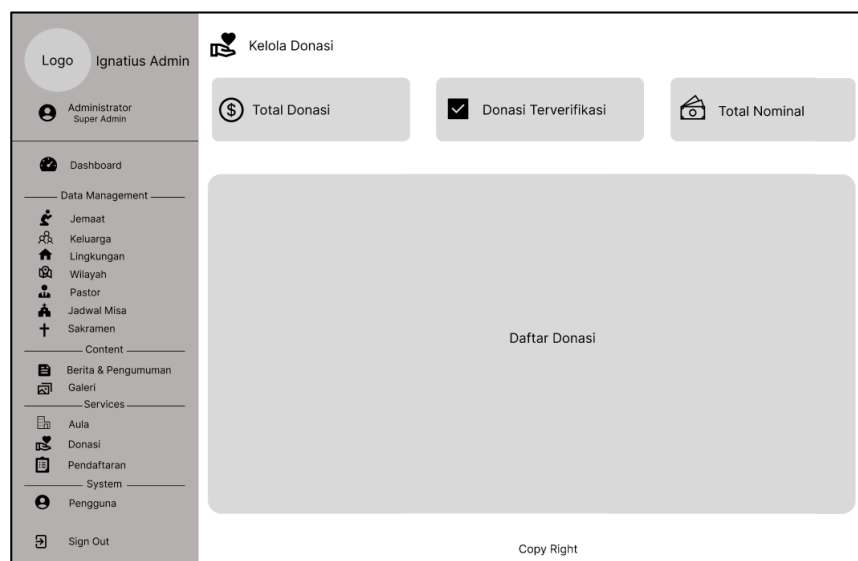 Logo
Ignatius Admin
Administrator
Super Admin
Dashboard
Data Management
Jemaat
Keluarga
Lingkungan
Wilayah
Pastor
Jadwal Misa
Sakramen
Content
Berita & Pengumuman
Galeri
Services
Aula
Donasi
Pendaftaran
System
Pengguna
Sign Out
Kelola Donasi
Total Donasi
Donasi Terverifikasi
Total Nominal
Daftar Donasi
Copy Right